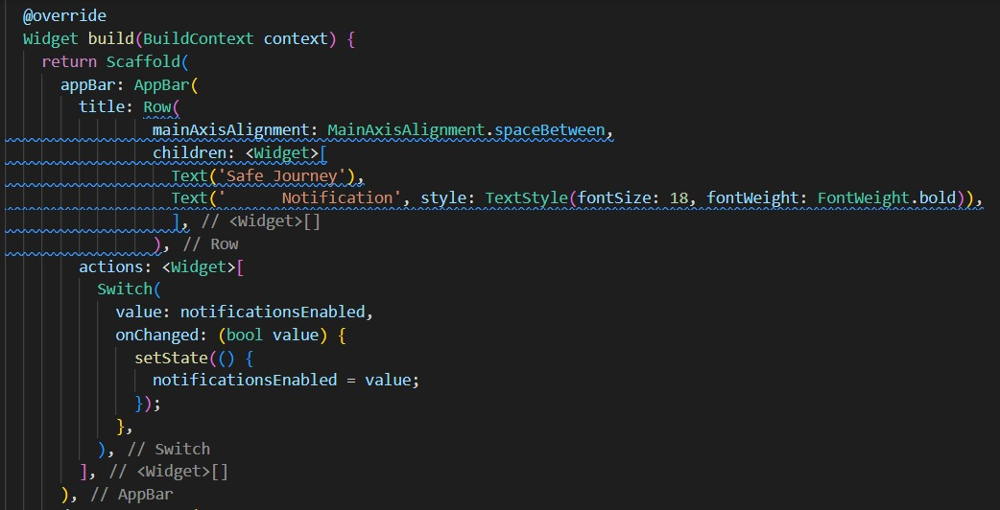 @override
Widget build(BuildContext context) {
  return Scaffold(
    appBar: AppBar(
      title: Row(
              mainAxisAlignment: MainAxisAlignment.spaceBetween,
              children: <Widget>[
                Text('Safe Journey'),
                Text('      Notification', style: TextStyle(fontSize: 18, fontWeight: FontWeight.bold)),
                ], // <Widget>[]
              ), // Row
      actions: <Widget>[
        Switch(
          value: notificationsEnabled,
          onChanged: (bool value) {
            setState(() {
              notificationsEnabled = value;
            });
          },
        ), // Switch
      ], // <Widget>[]
    ), // AppBar